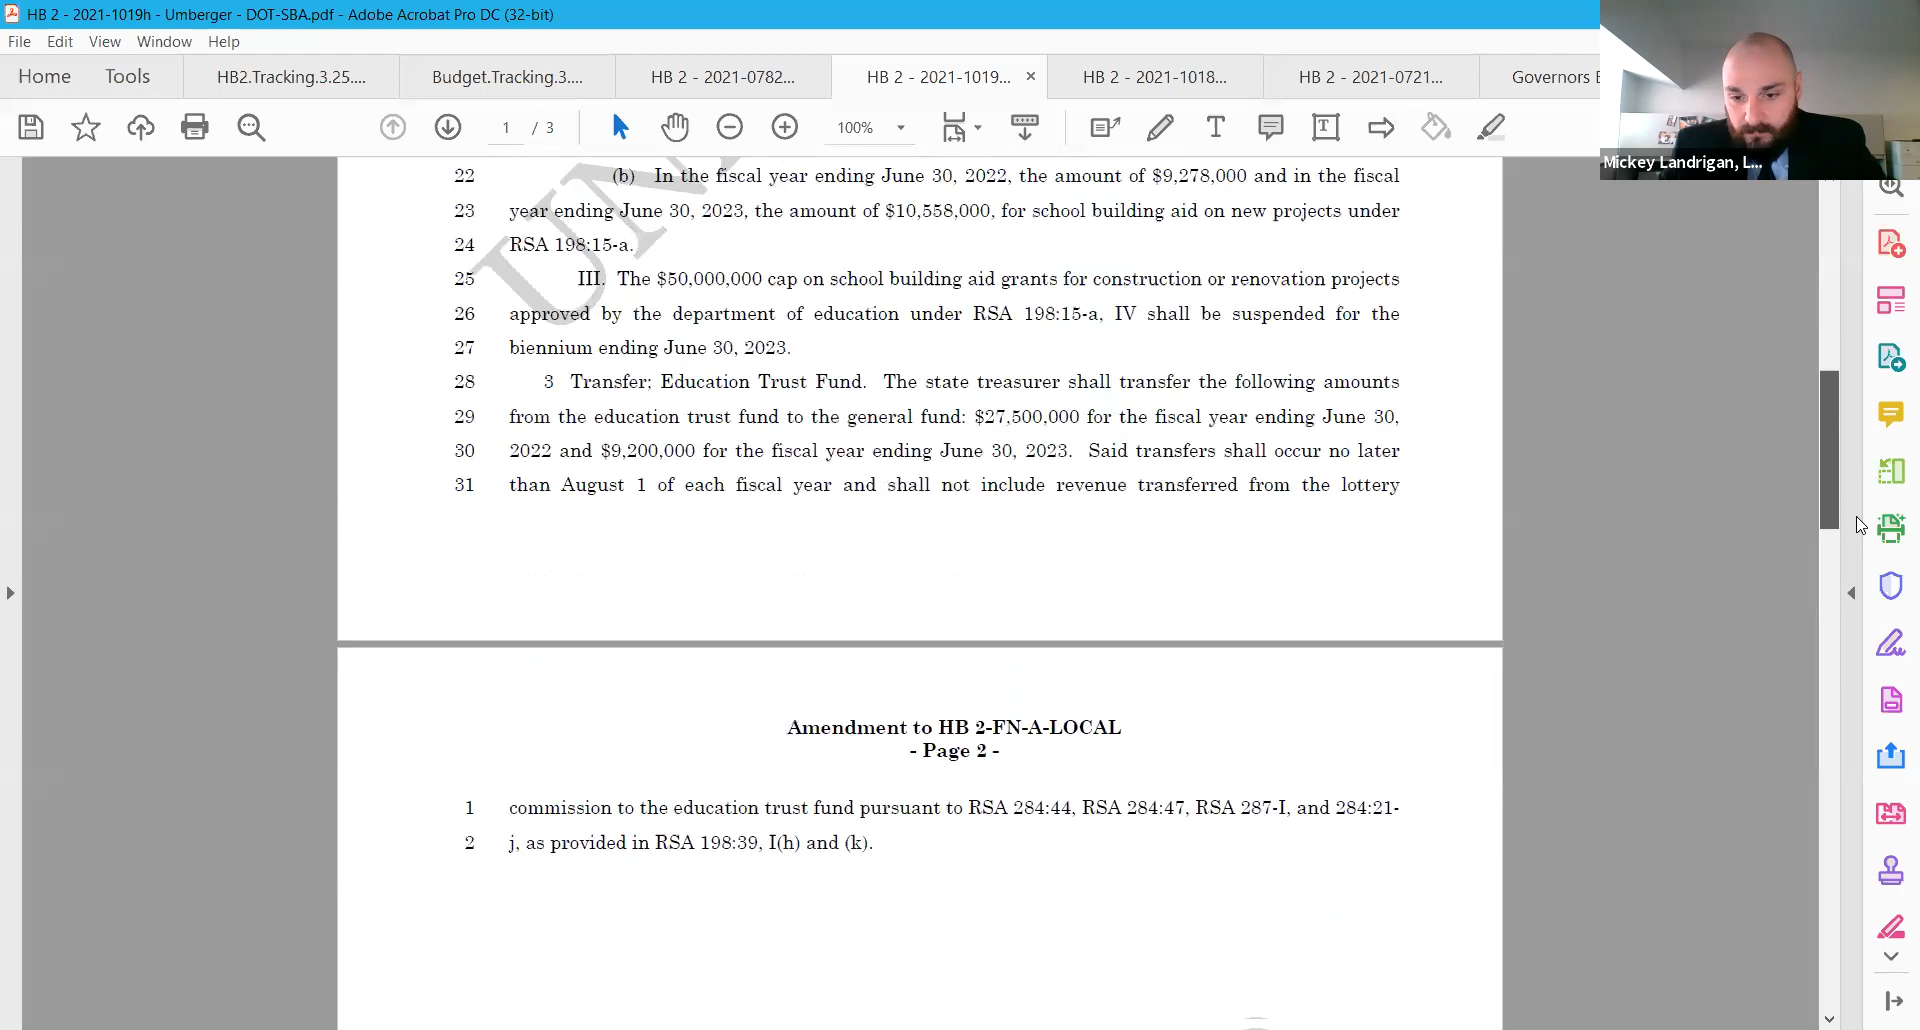 HB 2 - 2021-1019h - Umberger - DOT-SBA.pdf - Adobe Acrobat Pro DC (32-bit)
File Edit View Window Help
Home Tools HB2.Tracking.3.25.... Budget.Tracking.3.... HB 2 - 2021-0782... HB 2 - 2021-1019... × HB 2 - 2021-1018... HB 2 - 2021-0721... Governors
1 / 3 100%
Mickey Landrigan, L...
22 (b) In the fiscal year ending June 30, 2022, the amount of $9,278,000 and in the fiscal
23 year ending June 30, 2023, the amount of $10,558,000, for school building aid on new projects under
24 RSA 198:15-a.
25 III. The $50,000,000 cap on school building aid grants for construction or renovation projects
26 approved by the department of education under RSA 198:15-a, IV shall be suspended for the
27 biennium ending June 30, 2023.
28 3 Transfer; Education Trust Fund. The state treasurer shall transfer the following amounts
29 from the education trust fund to the general fund: $27,500,000 for the fiscal year ending June 30,
30 2022 and $9,200,000 for the fiscal year ending June 30, 2023. Said transfers shall occur no later
31 than August 1 of each fiscal year and shall not include revenue transferred from the lottery
Amendment to HB 2-FN-A-LOCAL
- Page 2 -
1 commission to the education trust fund pursuant to RSA 284:44, RSA 284:47, RSA 287-I, and 284:21-
2 j, as provided in RSA 198:39, I(h) and (k).